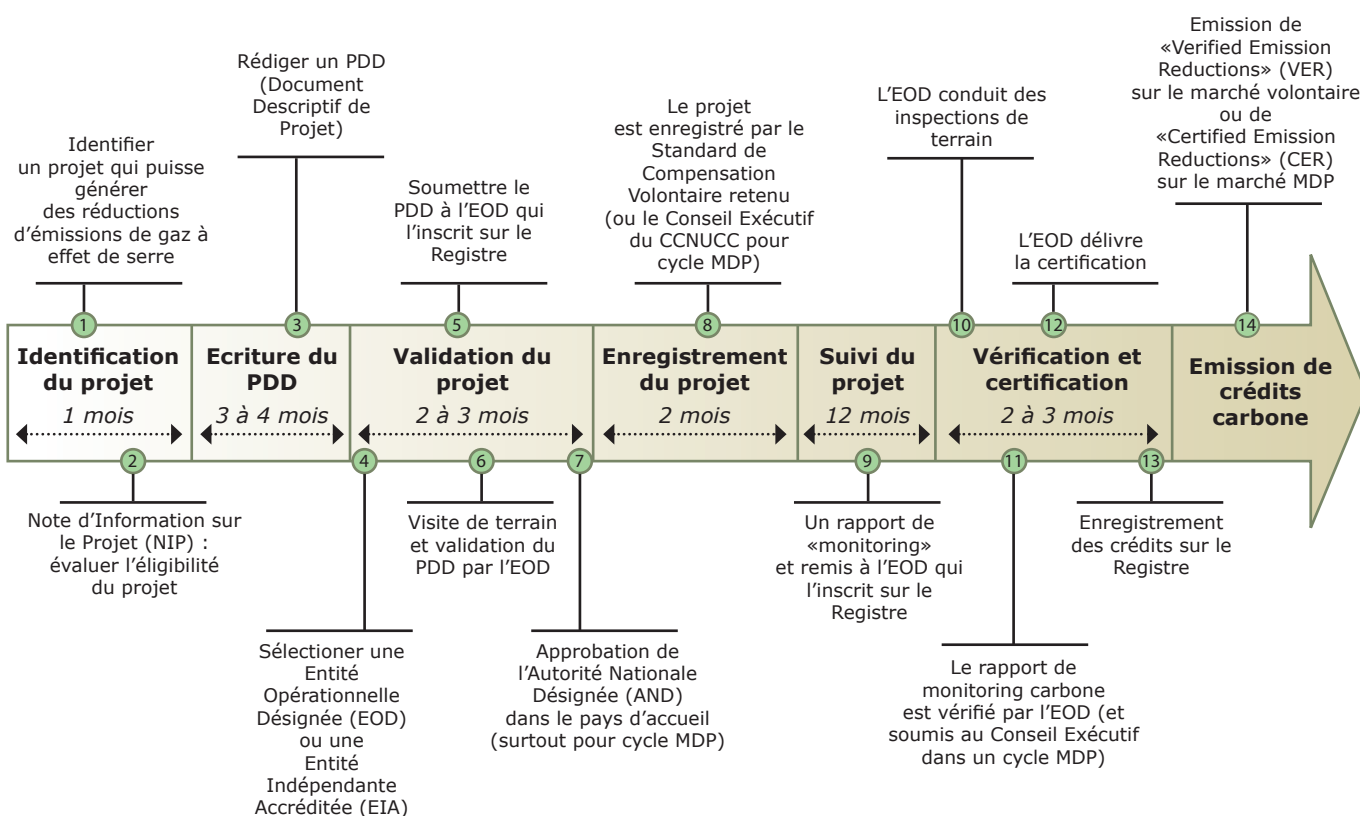 Emission de
«Verified Emission
Reductions» (VER)
sur le marché volontaire
ou de
«Certified Emission
Reductions» (CER)
sur le marché MDP
Rédiger un PDD
(Document
Descriptif de
Projet)
L’EOD conduit des
inspections de
terrain
Le projet
est enregistré par le
Standard de
Compensation
Volontaire retenu
(ou le Conseil Exécutif
du CCNUCC pour
cycle MDP)
Identifier
un projet qui puisse
générer
des réductions
d’émissions de gaz à
effet de serre
Soumettre le
PDD à l’EOD qui
l’inscrit sur le
Registre
L’EOD délivre
la certification
1
3
5
8
10
12
14
Identification
du projet
1 mois
Ecriture du
PDD
3 à 4 mois
Validation du
projet
2 à 3 mois
Enregistrement
du projet
2 mois
Suivi du
projet
12 mois
Vérification et
certification
2 à 3 mois
Emission de
crédits
carbone
2
4
6
7
9
11
13
Note d’Information sur
le Projet (NIP) :
évaluer l’éligibilité
du projet
Visite de terrain
et validation du
PDD par l’EOD
Un rapport de
«monitoring»
et remis à l’EOD qui
l’inscrit sur le
Registre
Enregistrement
des crédits sur le
Registre
Sélectioner une
Entité
Opérationnelle
Désignée (EOD)
ou une
Entité
Indépendante
Accréditée (EIA)
Approbation de
l’Autorité Nationale
Désignée (AND)
dans le pays d’accueil
(surtout pour cycle MDP)
Le rapport de
monitoring carbone
est vérifié par l’EOD (et
soumis au Conseil Exécutif
dans un cycle MDP)